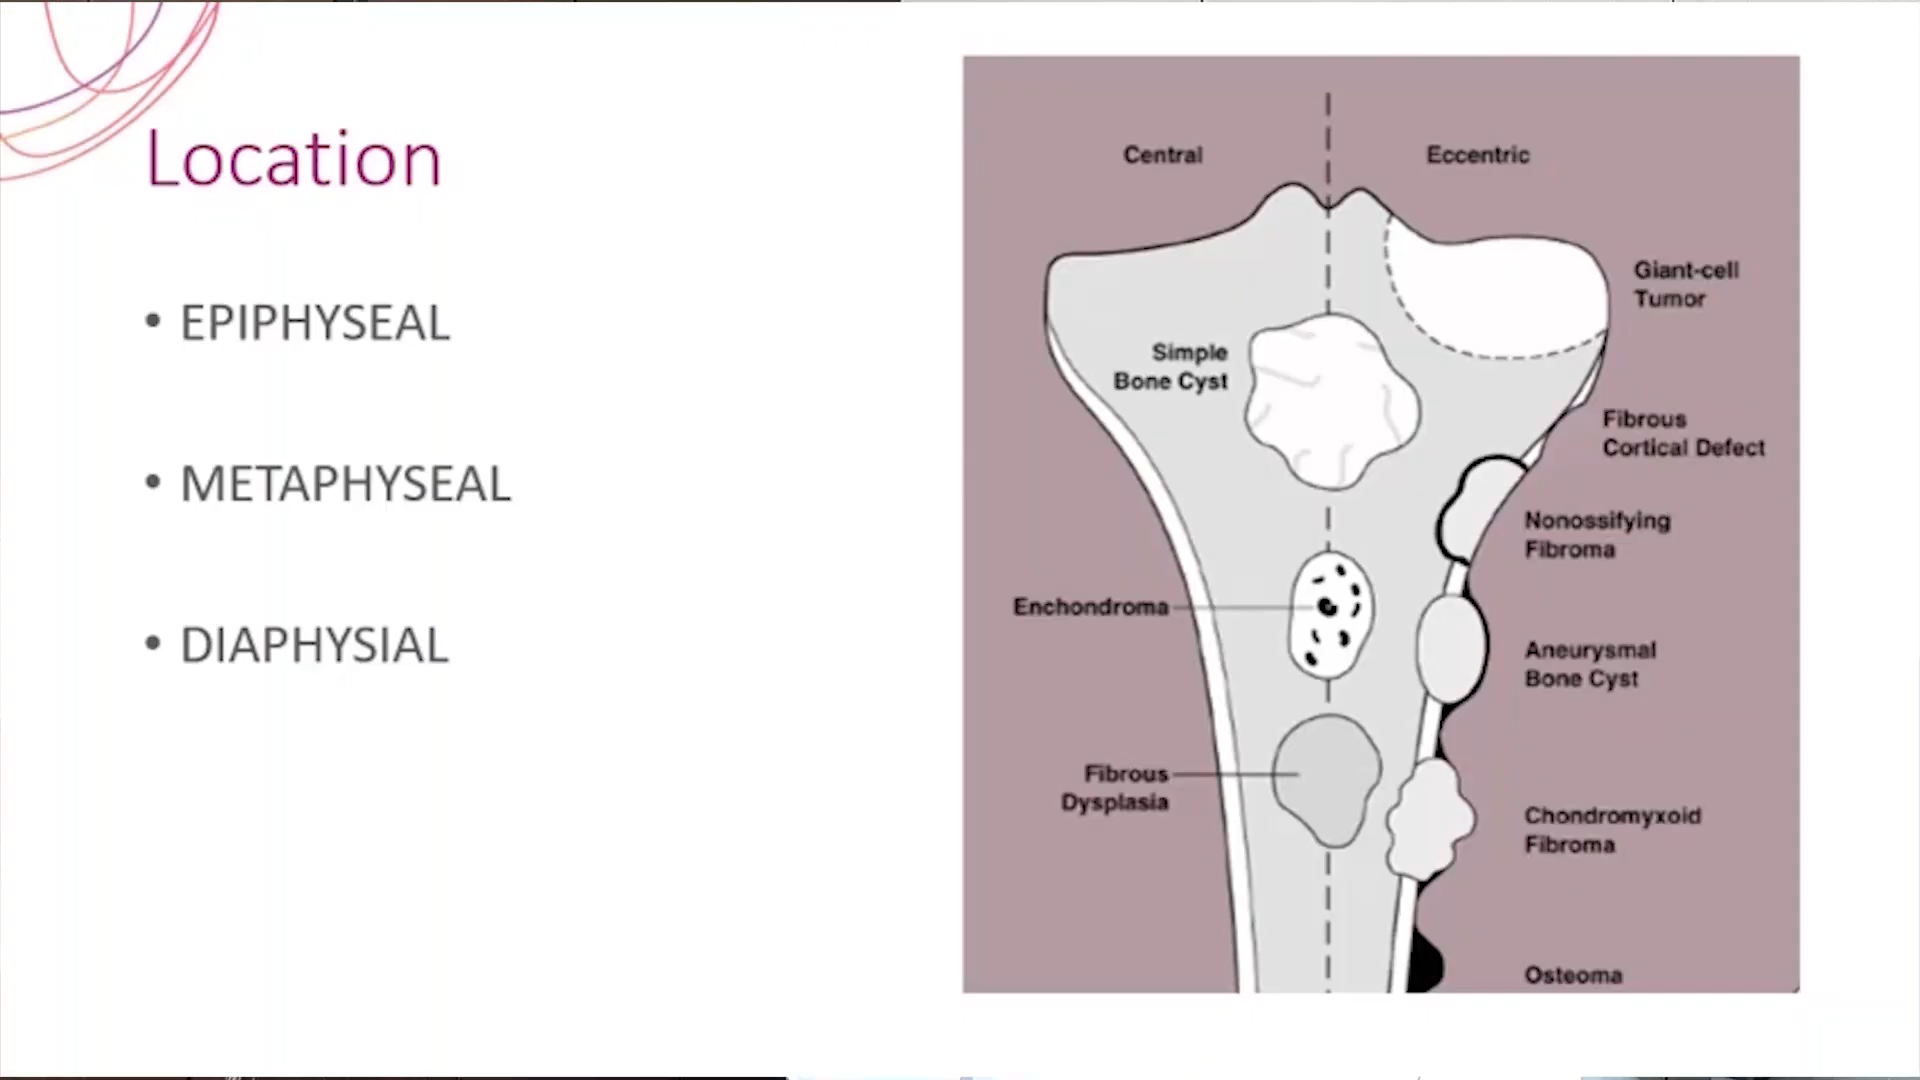 Location
• EPIPHYSEAL
• METAPHYSEAL
• DIAPHYSIAL
Central
Eccentric
Giant-cell
Tumor
Simple
Bone Cyst
Fibrous
Cortical Defect
Nonossifying
Fibroma
Enchondroma
Aneurysmal
Bone Cyst
Fibrous
Dysplasia
Chondromyxoid
Fibroma
Osteoma